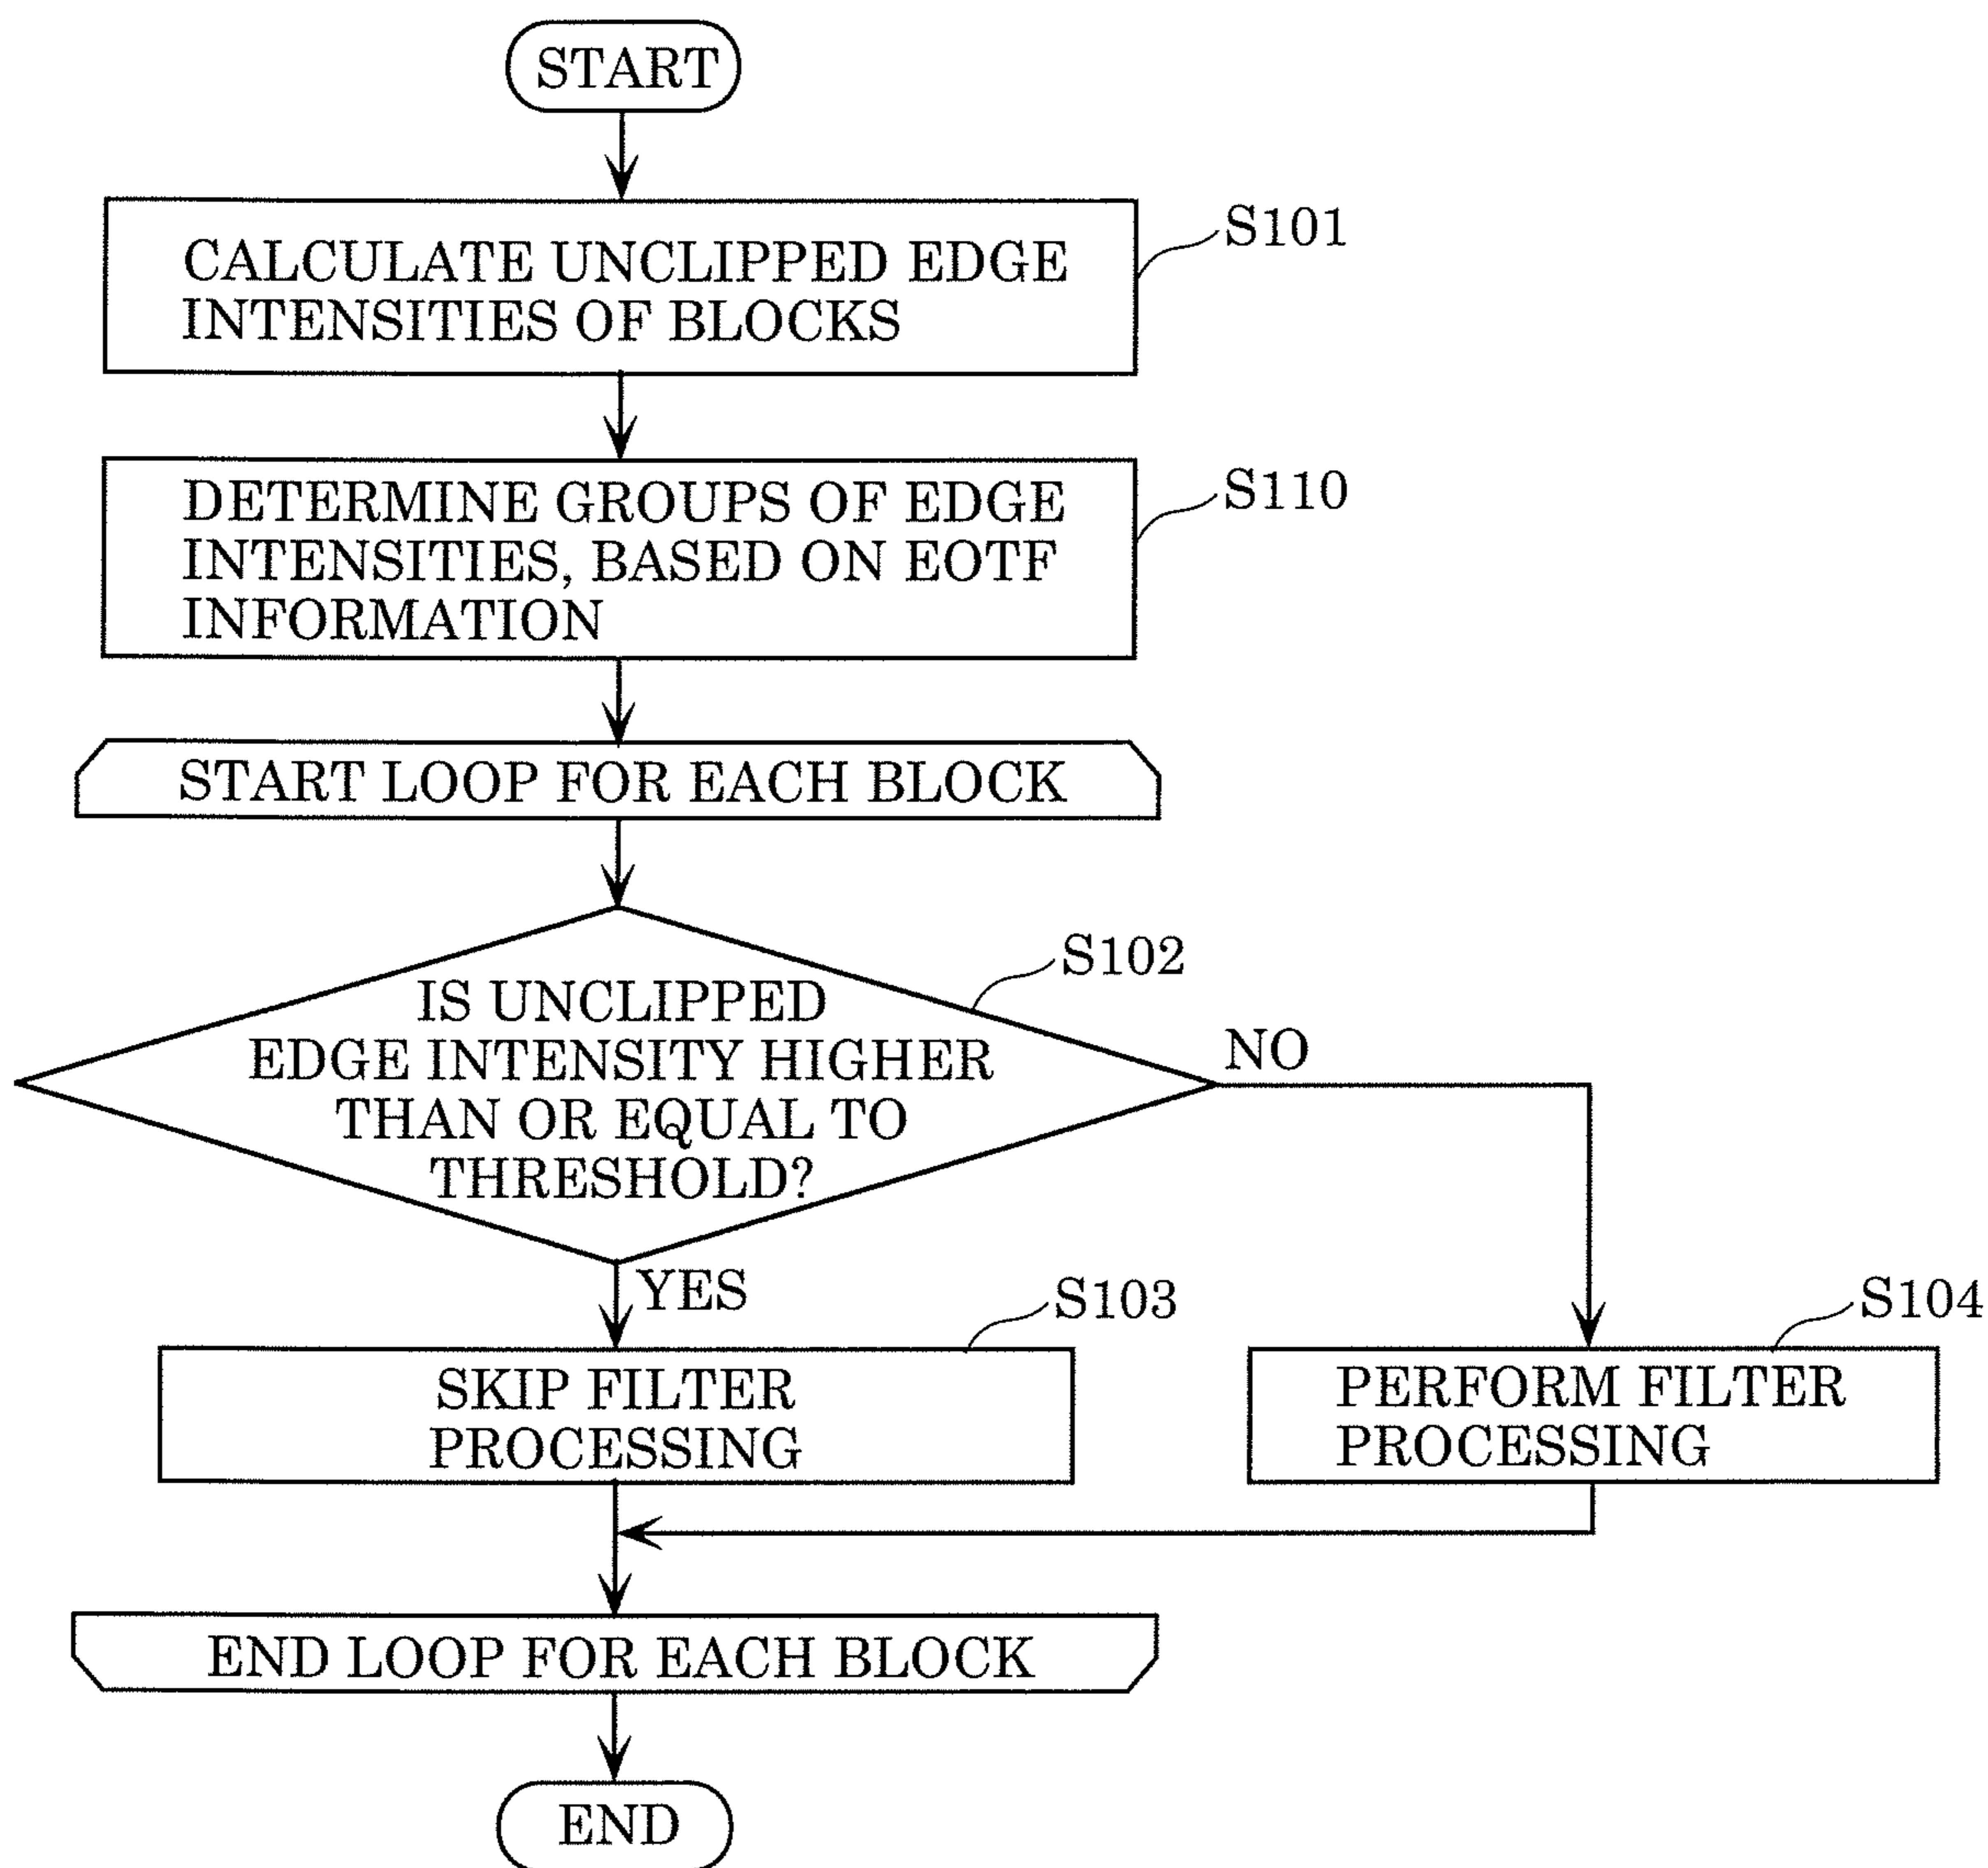 START
CALCULATE UNCLIPPED EDGE
INTENSITIES OF BLOCKS
S101
DETERMINE GROUPS OF EDGE
INTENSITIES, BASED ON EOTF
INFORMATION
S110
START LOOP FOR EACH BLOCK
IS UNCLIPPED
EDGE INTENSITY HIGHER
THAN OR EQUAL TO
THRESHOLD?
S102
NO
YES
SKIP FILTER
PROCESSING
S103
PERFORM FILTER
PROCESSING
S104
END LOOP FOR EACH BLOCK
END